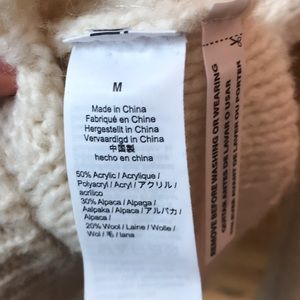 M
Made in China
Fabriqué en Chine
Hergestellt in China
Vervaardigd in China
中国製
hecho en china
50% Acrylic / Acrylique /
Polyacryl / Acryl / アクリル /
acrílico
30% Alpaka / Alpaga /
Aalpaka / Alpaca / アルパカ /
Alpaca /
20% Wool / Laine / Wolle /
Wol / 毛 / lana
REMOVE BEFORE WASHING OR WEARING